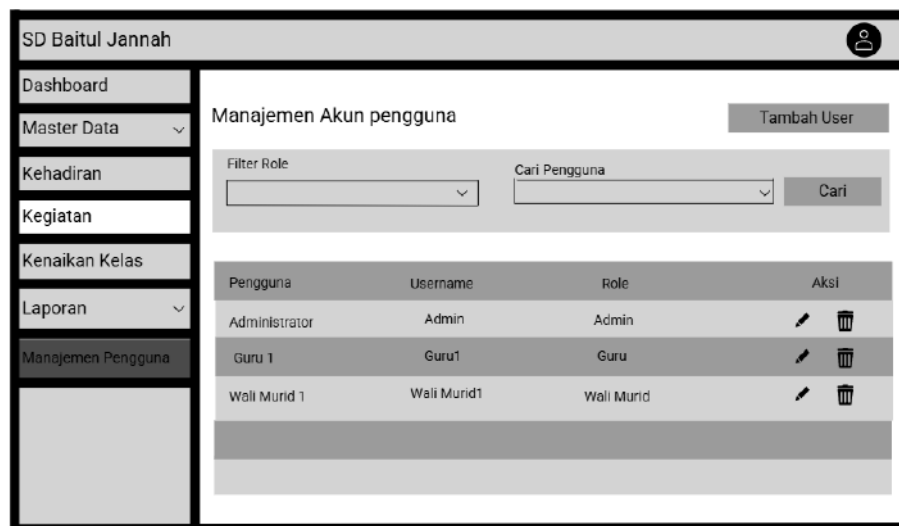 SD Baitul Jannah
Dashboard
Master Data
Kehadiran
Kegiatan
Kenaikan Kelas
Laporan
Manajemen Pengguna
Manajemen Akun pengguna
Tambah User
Filter Role
Cari Pengguna
Cari
Pengguna Username Role Aksi
Administrator Admin Admin
Guru 1 Guru1 Guru
Wali Murid 1 Wali Murid1 Wali Murid